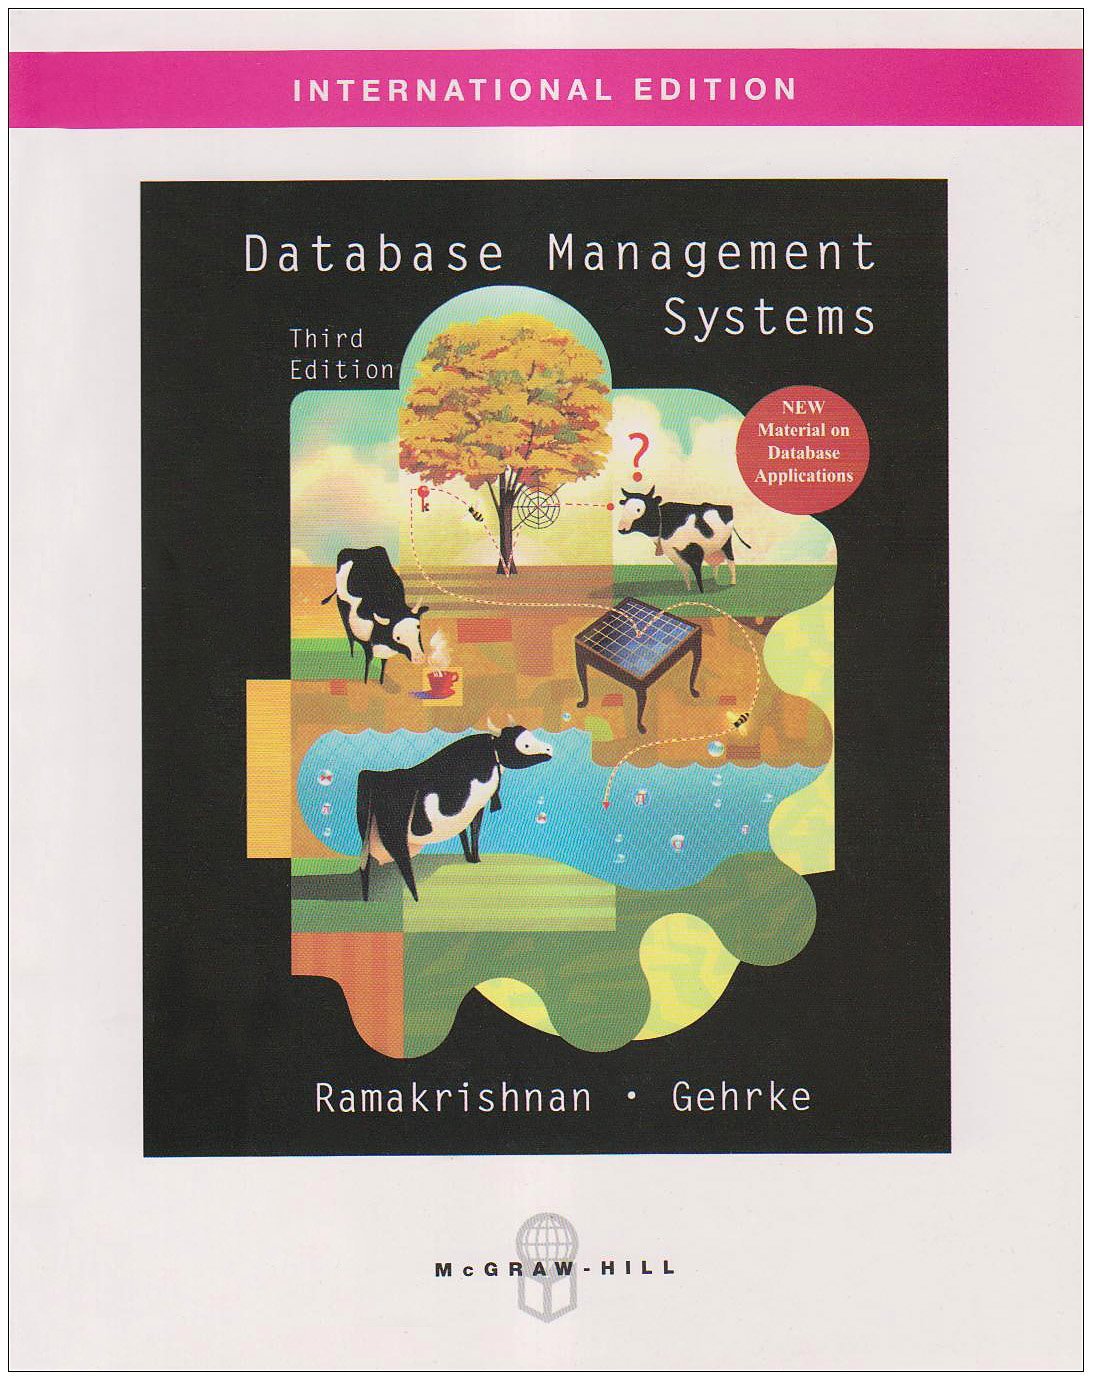 INTERNATIONAL EDITION
Database Management
Systems
Third
Edition
NEW
Material on
Database
Applications
?
Ramakrishnan • Gehrke
McGRAW-HILL